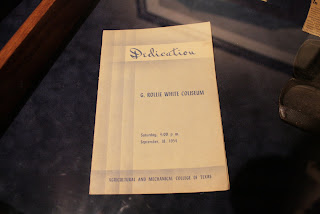 Dedication
G. ROLLIE WHITE COLISEUM
Saturday, 4:00 p.m.
September, 18, 1954
AGRICULTURAL AND MECHANICAL COLLEGE OF TEXAS